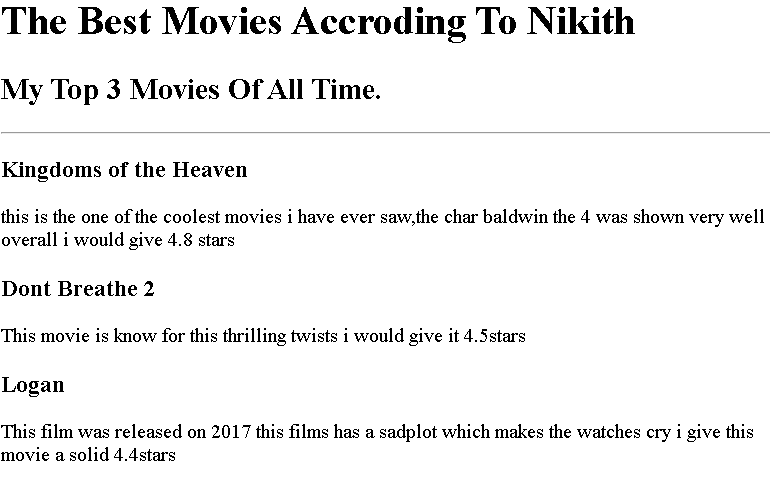 The Best Movies Accroding To Nikith
My Top 3 Movies Of All Time.
Kingdoms of the Heaven
this is the one of the coolest movies i have ever saw,the char baldwin the 4 was shown very well
overall i would give 4.8 stars
Dont Breathe 2
This movie is know for this thrilling twists i would give it 4.5stars
Logan
This film was released on 2017 this films has a sadplot which makes the watches cry i give this
movie a solid 4.4stars